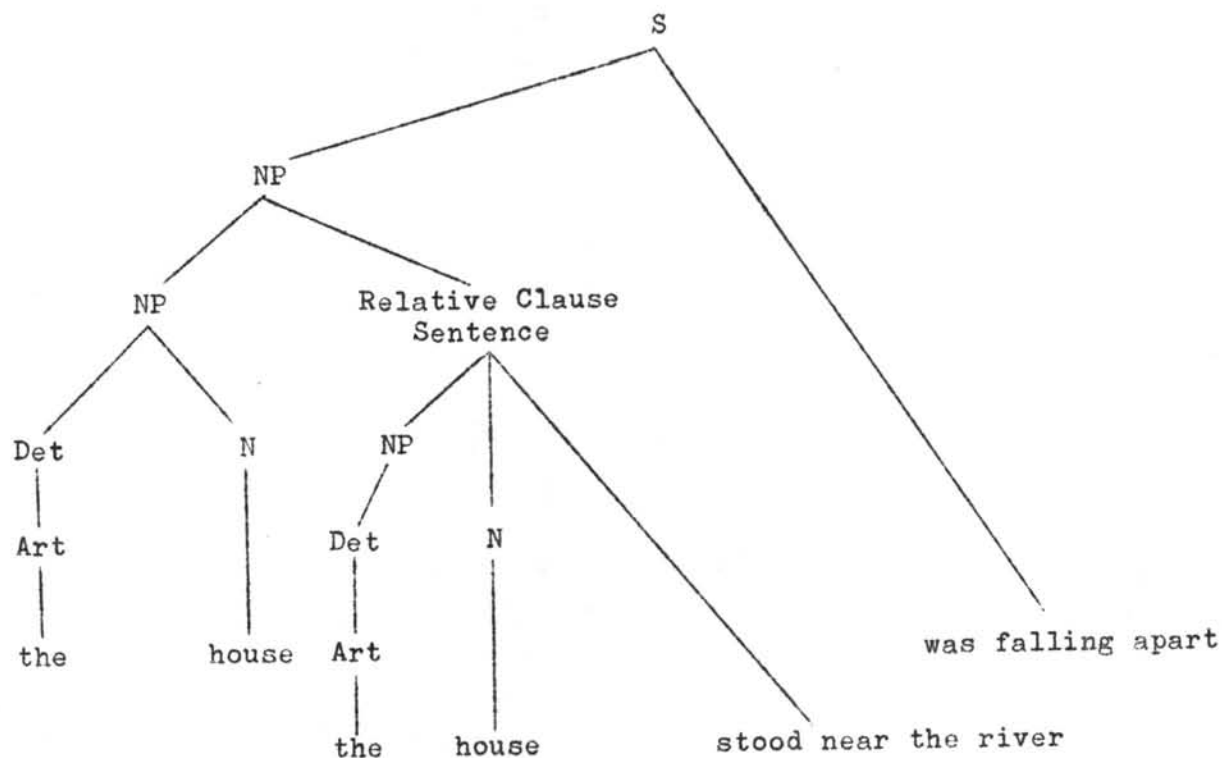 S
NP
NP
Relative Clause
Sentence
Det
N
NP
Art
Det
N
the
house
Art
was falling apart
the
house
stood near the river